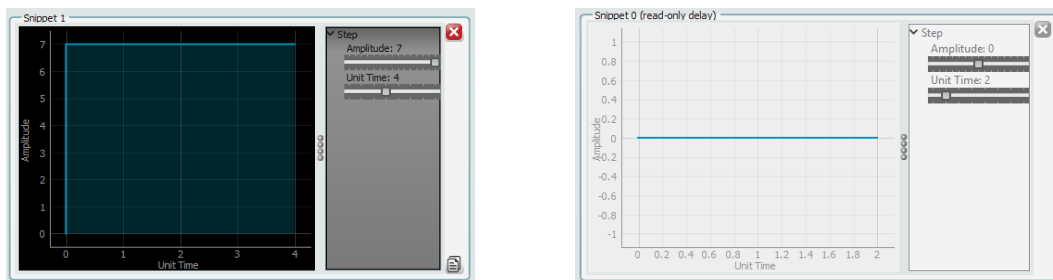 Snippet 1
7
6
5
4
3
2
1
0
Amplitude
0 1 2 3 4
Unit Time
Step
Amplitude: 7
Unit Time: 4
Snippet 0 (read-only delay)
1
0.8
0.6
0.4
0.2
0
-0.2
-0.4
-0.6
-0.8
-1
Amplitude
0 0.2 0.4 0.6 0.8 1 1.2 1.4 1.6 1.8 2
Unit Time
Step
Amplitude: 0
Unit Time: 2